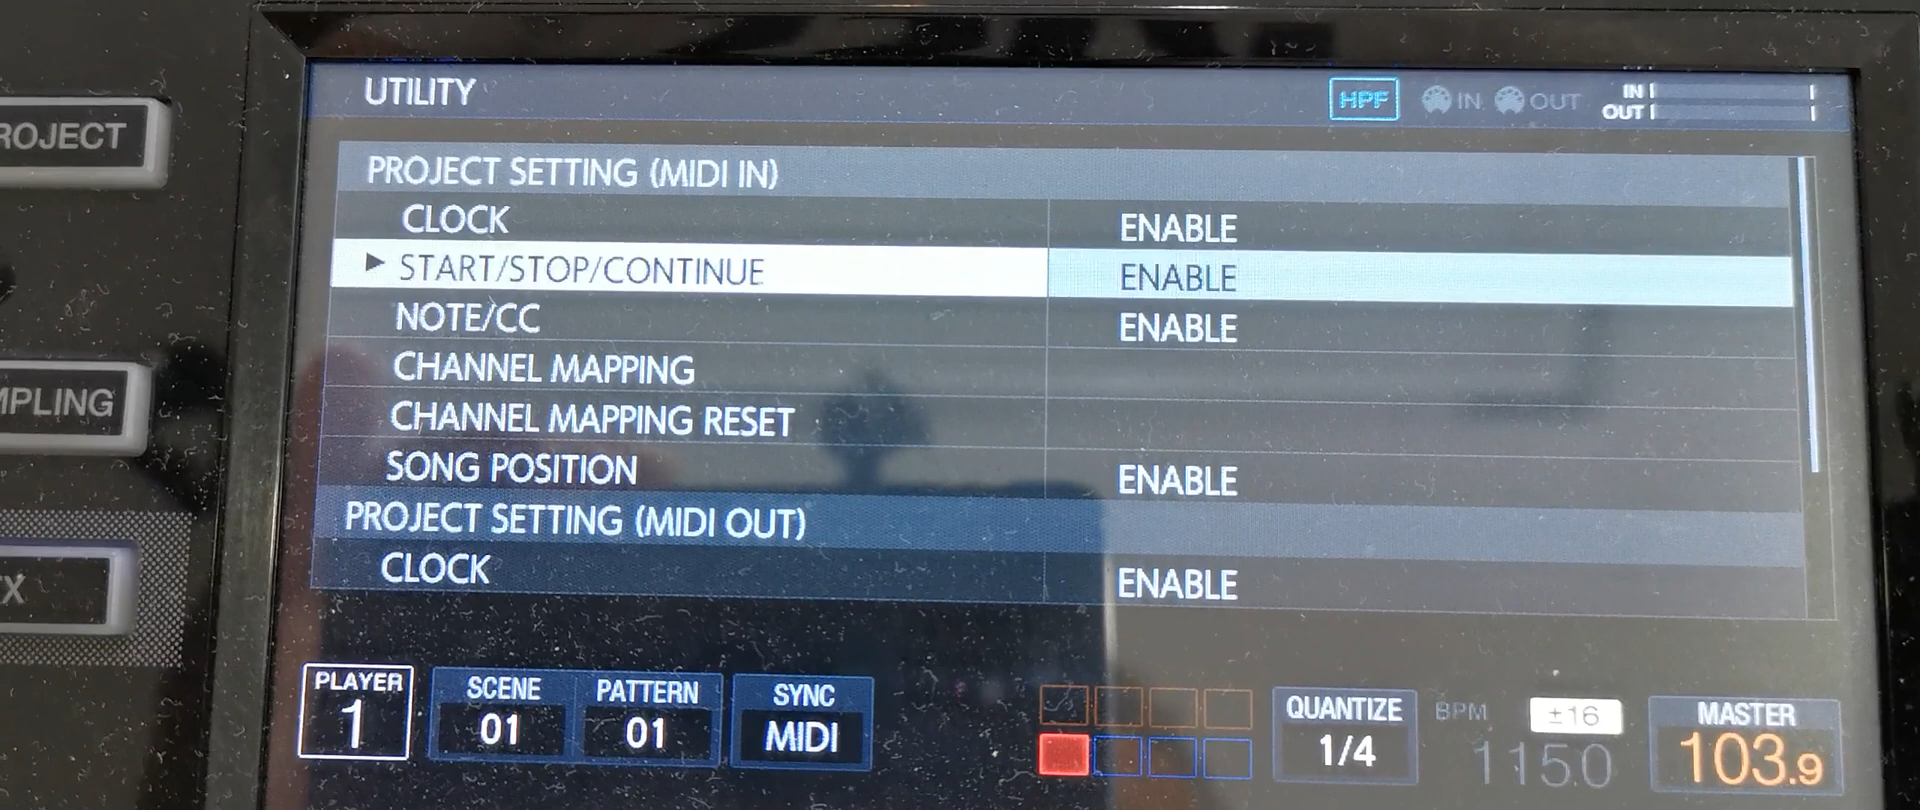 UTILITY
HPF IN OUT IN
OUT
ROJECT
PROJECT SETTING (MIDI IN)
CLOCK ENABLE
START/STOP/CONTINUE ENABLE
NOTE/CC ENABLE
CHANNEL MAPPING
MPLING
CHANNEL MAPPING RESET
SONG POSITION ENABLE
PROJECT SETTING (MIDI OUT)
CLOCK ENABLE
X
PLAYER
1
SCENE
01
PATTERN
01
SYNC
MIDI
QUANTIZE
1/4
BPM ±16
115.0
MASTER
103.9